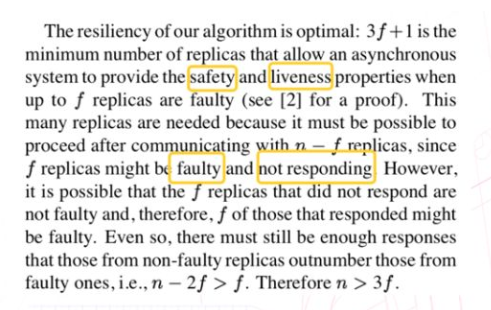 The resiliency of our algorithm is optimal: 3f+1 is the
minimum number of replicas that allow an asynchronous
system to provide the safety and liveness properties when
up to f replicas are faulty (see [2] for a proof). This
many replicas are needed because it must be possible to
proceed after communicating with n − f replicas, since
f replicas might be faulty and not responding. However,
it is possible that the f replicas that did not respond are
not faulty and, therefore, f of those that responded might
be faulty. Even so, there must still be enough responses
that those from non-faulty replicas outnumber those from
faulty ones, i.e., n − 2f > f. Therefore n > 3f.